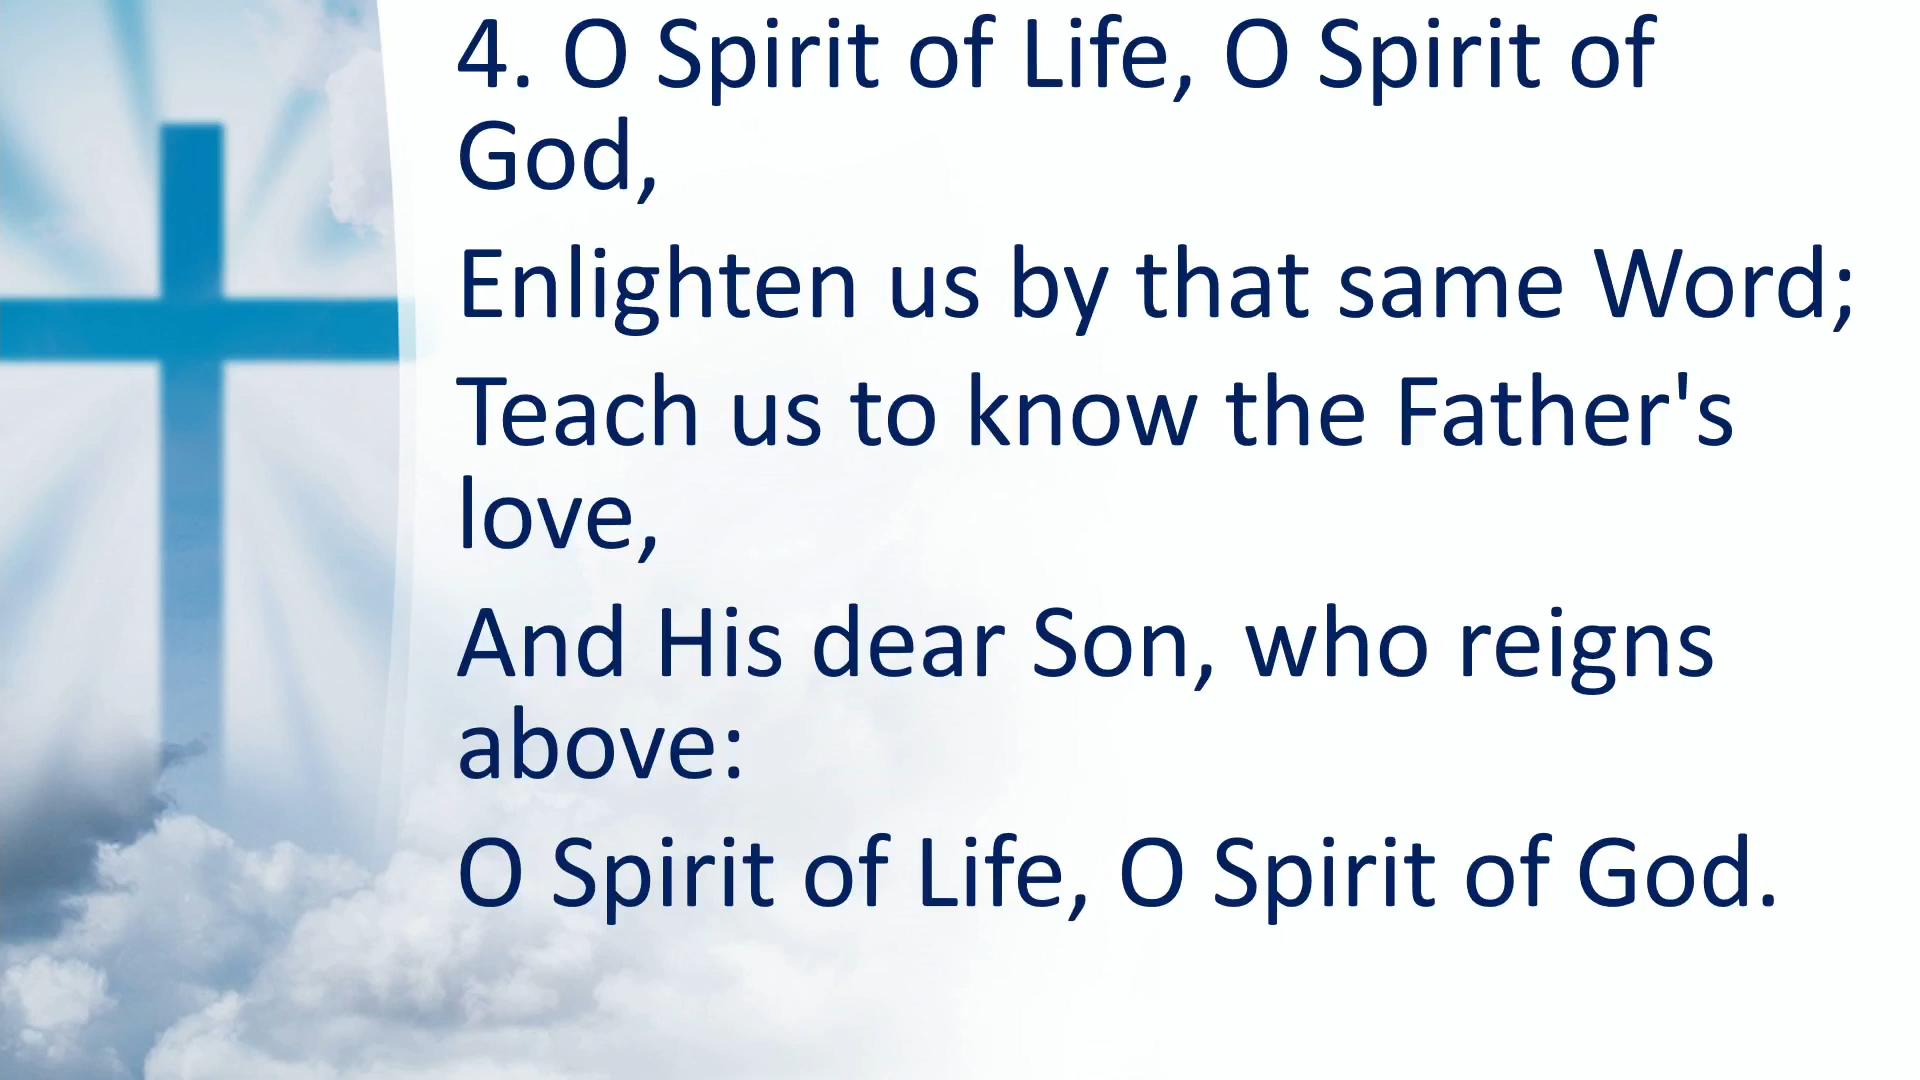 4. O Spirit of Life, O Spirit of
God,
Enlighten us by that same Word;
Teach us to know the Father's
love,
And His dear Son, who reigns
above:
O Spirit of Life, O Spirit of God.